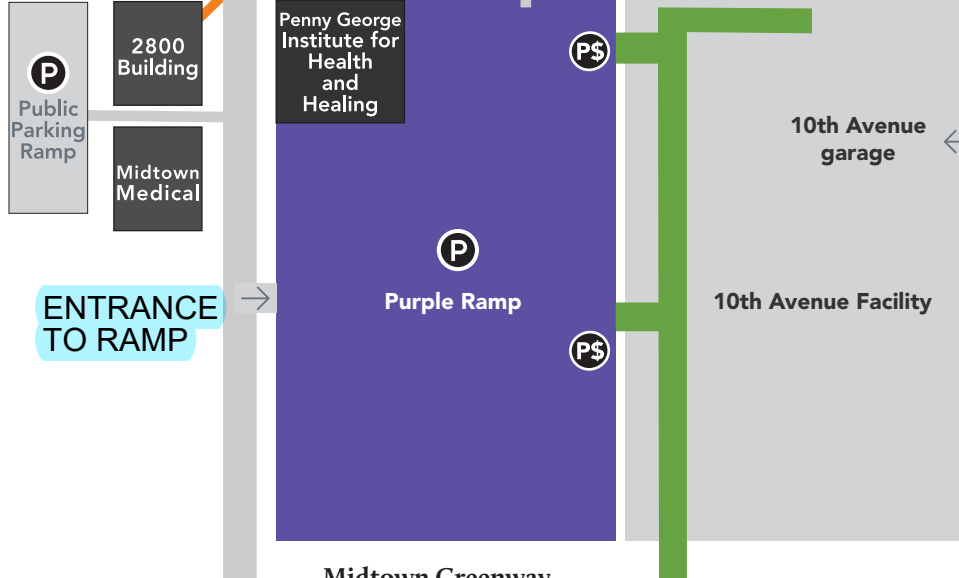 2800
Building
P
Public
Parking
Ramp
Midtown
Medical
Penny George
Institute for
Health
and
Healing
P$
10th Avenue
garage
P
Purple Ramp
10th Avenue Facility
ENTRANCE
TO RAMP
P$
Midtown Greenway